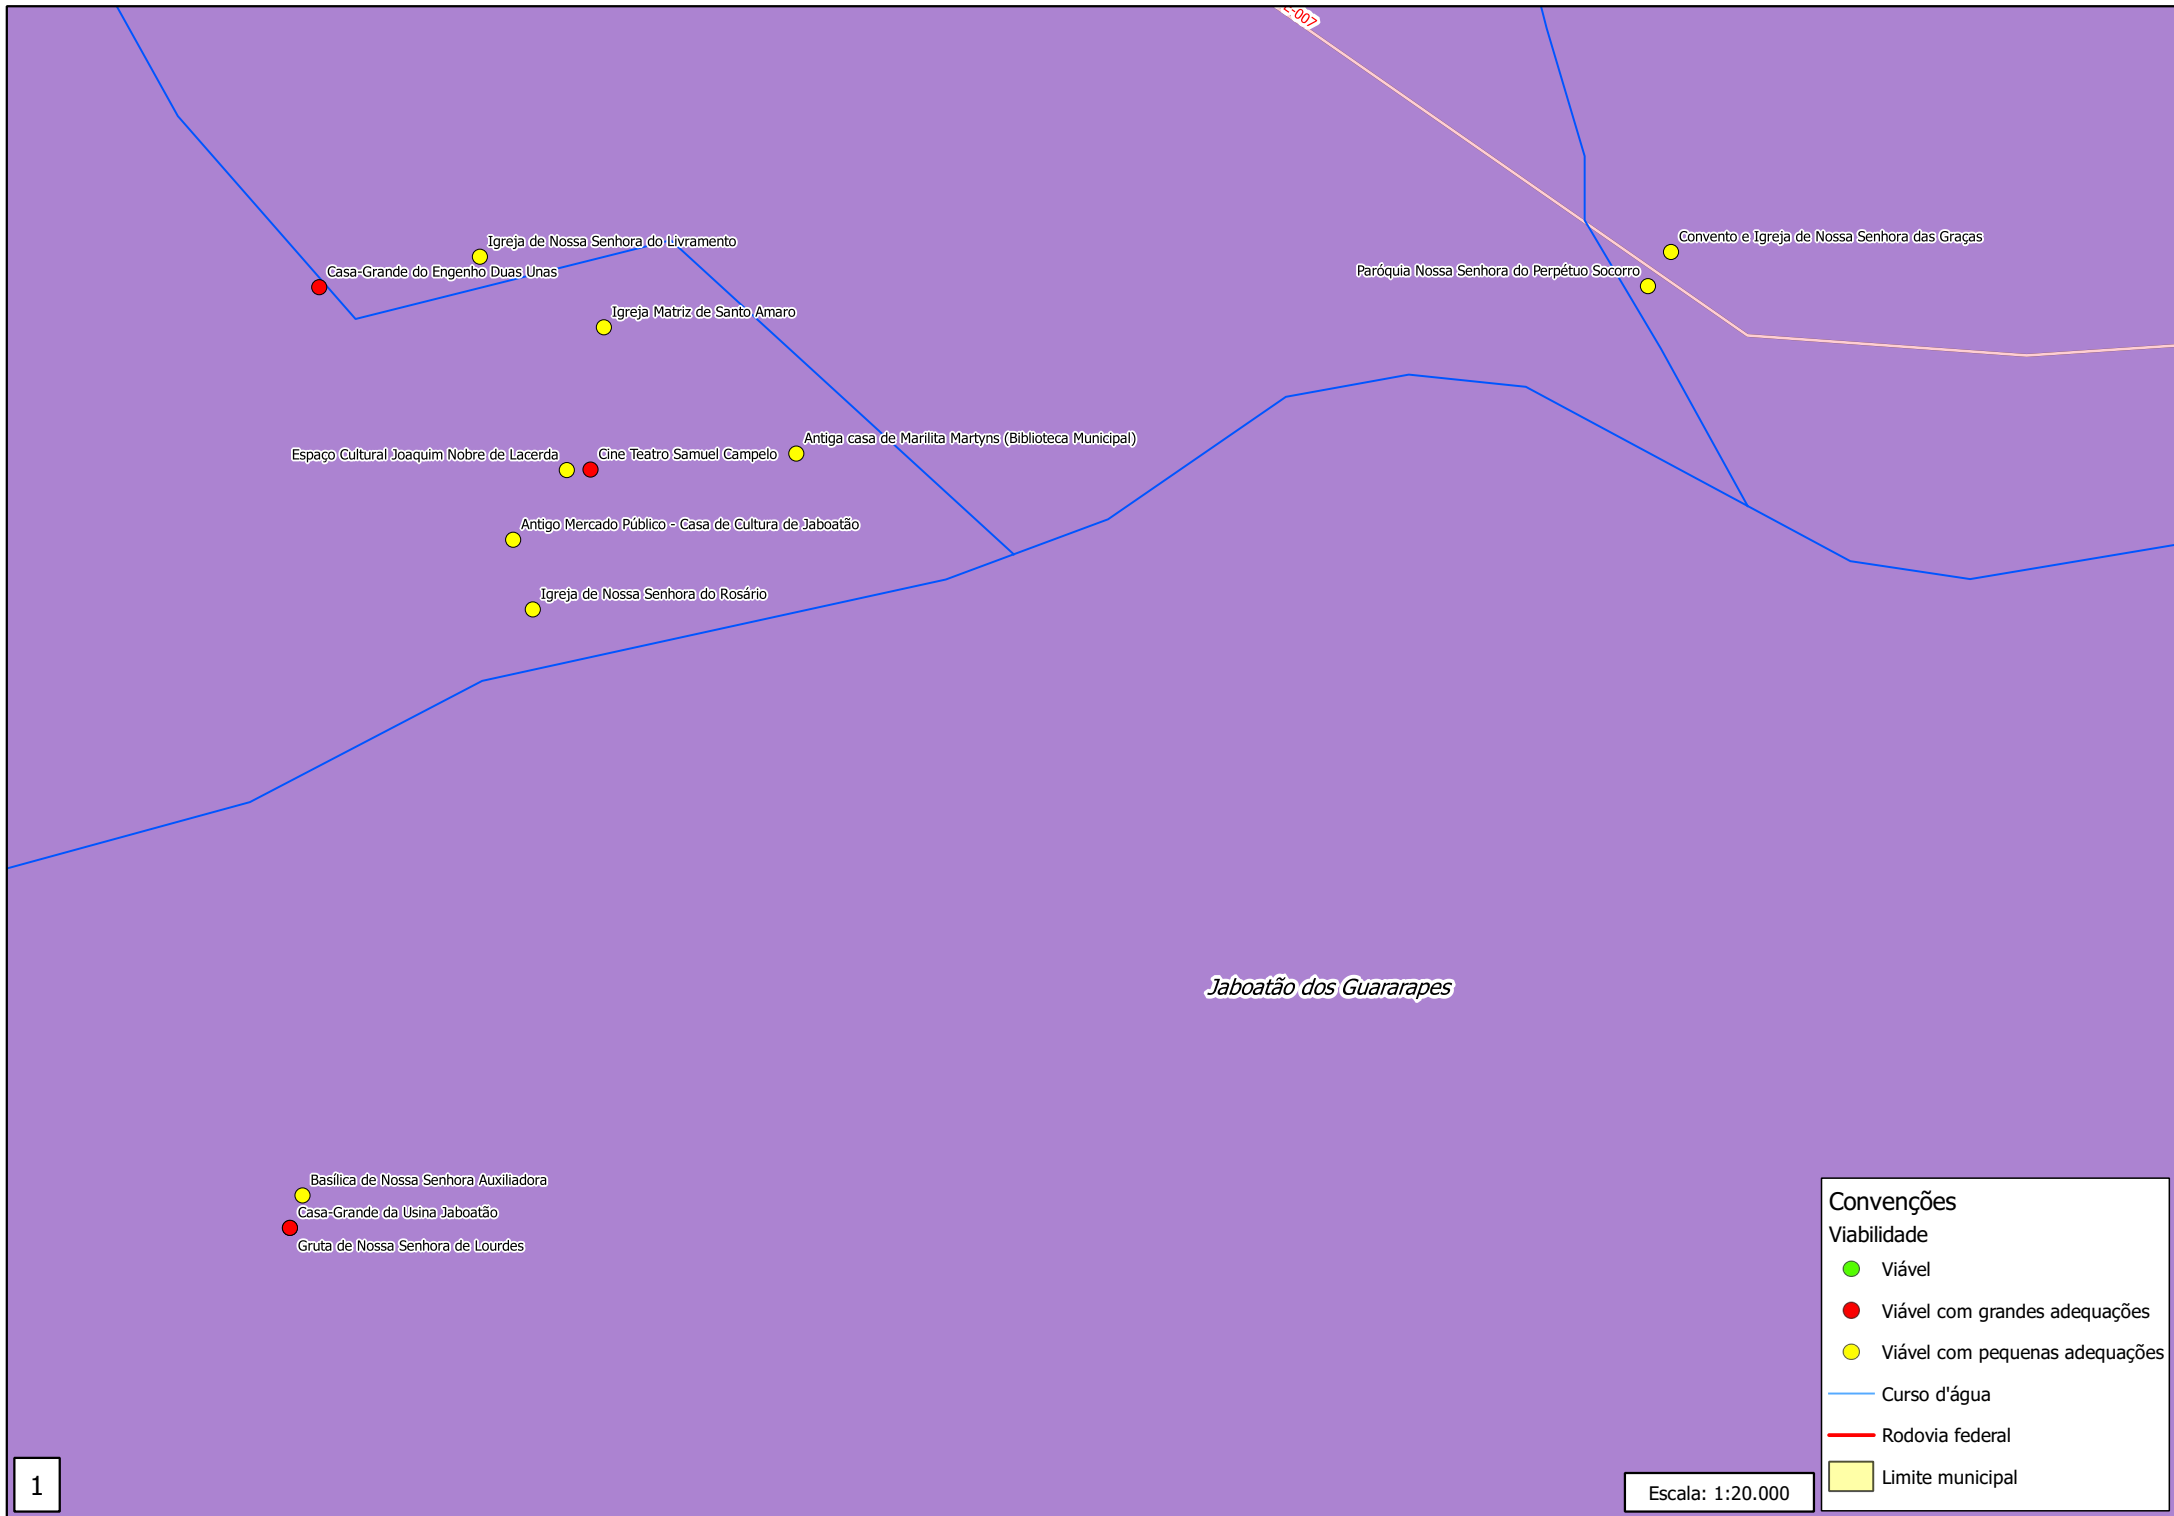 -007
Igreja de Nossa Senhora do Livramento
Convento e Igreja de Nossa Senhora das Graças
Casa-Grande do Engenho Duas Unas
Paróquia Nossa Senhora do Perpétuo Socorro
Igreja Matriz de Santo Amaro
Antiga casa de Marilita Martyns (Biblioteca Municipal)
Espaço Cultural Joaquim Nobre de Lacerda
Cine Teatro Samuel Campelo
Antigo Mercado Público - Casa de Cultura de Jaboatão
Igreja de Nossa Senhora do Rosário
Jaboatão dos Guararapes
Basílica de Nossa Senhora Auxiliadora
Casa-Grande da Usina Jaboatão
Gruta de Nossa Senhora de Lourdes
Convenções
Viabilidade
Viável
Viável com grandes adequações
Viável com pequenas adequações
Curso d'água
Rodovia federal
Limite municipal
Escala: 1:20.000
1